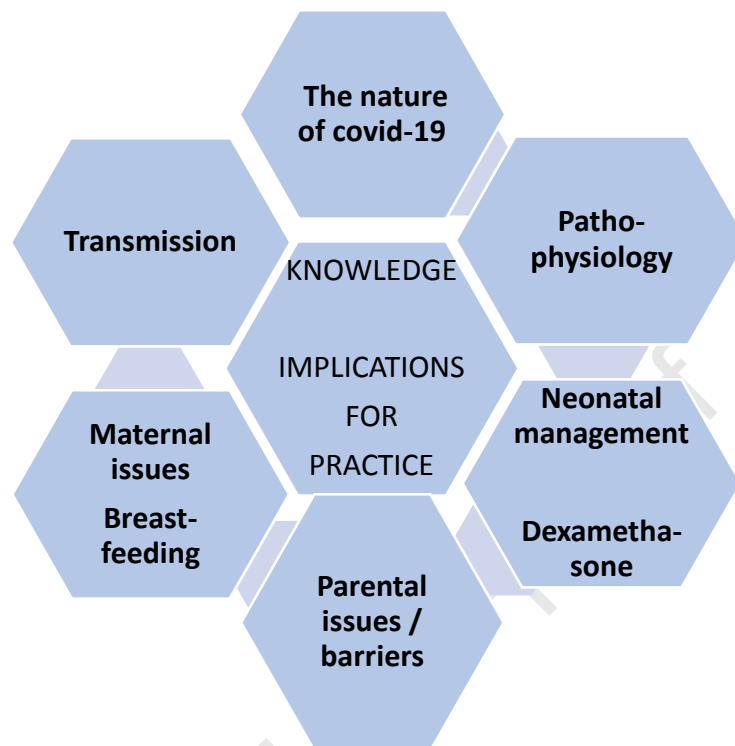 The nature
of covid-19
Transmission
Patho-
physiology
KNOWLEDGE
IMPLICATIONS
FOR
PRACTICE
Maternal
issues
Breast-
feeding
Neonatal
management
Dexametha-
sone
Parental
issues /
barriers